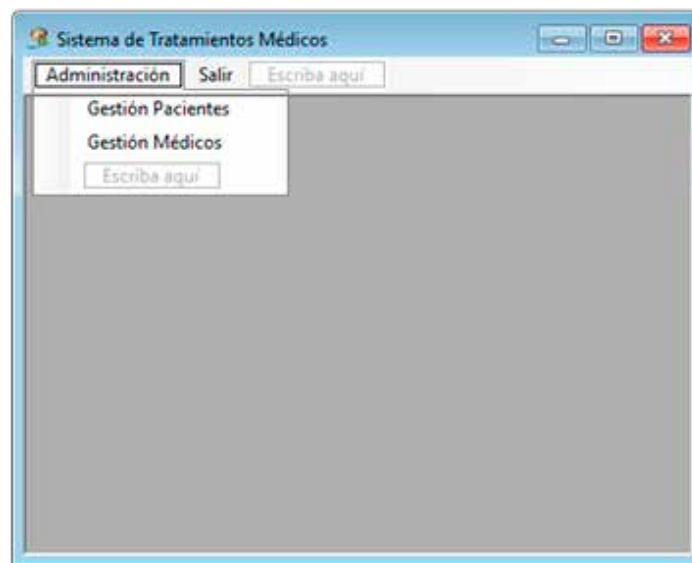 Sistema de Tratamientos Médicos
Administración Salir Escriba aquí
Gestión Pacientes
Gestión Médicos
Escriba aquí